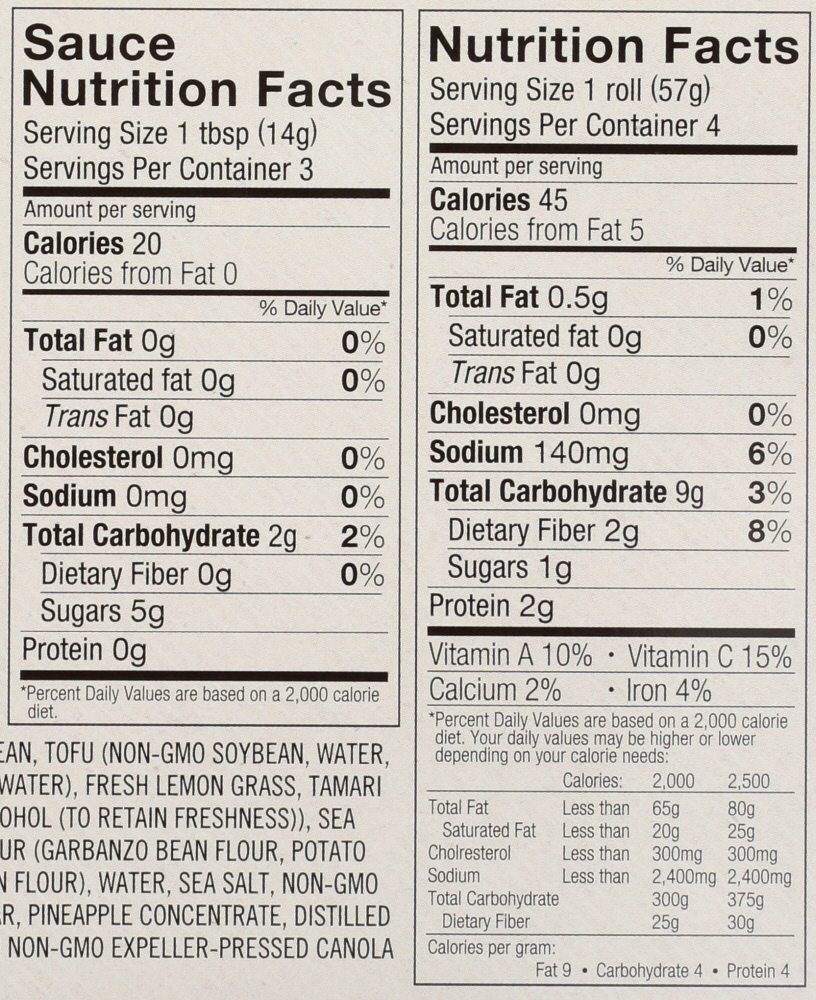 Sauce
Nutrition Facts
Serving Size 1 tbsp (14g)
Servings Per Container 3
Amount per serving
Calories 20
Calories from Fat 0
% Daily Value*
Total Fat 0g 0%
Saturated fat 0g 0%
Trans Fat 0g
Cholesterol 0mg 0%
Sodium 0mg 0%
Total Carbohydrate 2g 2%
Dietary Fiber 0g 0%
Sugars 5g
Protein 0g
*Percent Daily Values are based on a 2,000 calorie
diet.
TOFU (NON-GMO SOYBEAN, WATER,
WATER), FRESH LEMON GRASS, TAMARI
(TO RETAIN FRESHNESS)), SEA
(GARBANZO BEAN FLOUR, POTATO
FLOUR), WATER, SEA SALT, NON-GMO
PINEAPPLE CONCENTRATE, DISTILLED
NON-GMO EXPELLER-PRESSED CANOLA
Nutrition Facts
Serving Size 1 roll (57g)
Servings Per Container 4
Amount per serving
Calories 45
Calories from Fat 5
% Daily Value*
Total Fat 0.5g 1%
Saturated fat 0g 0%
Trans Fat 0g
Cholesterol 0mg 0%
Sodium 140mg 6%
Total Carbohydrate 9g 3%
Dietary Fiber 2g 8%
Sugars 1g
Protein 2g
Vitamin A 10% • Vitamin C 15%
Calcium 2% • Iron 4%
*Percent Daily Values are based on a 2,000 calorie
diet. Your daily values may be higher or lower
depending on your calorie needs:
Calories: 2,000 2,500
Total Fat Less than 65g 80g
Saturated Fat Less than 20g 25g
Cholresterol Less than 300mg 300mg
Sodium Less than 2,400mg 2,400mg
Total Carbohydrate 300g 375g
Dietary Fiber 25g 30g
Calories per gram:
Fat 9 • Carbohydrate 4 • Protein 4